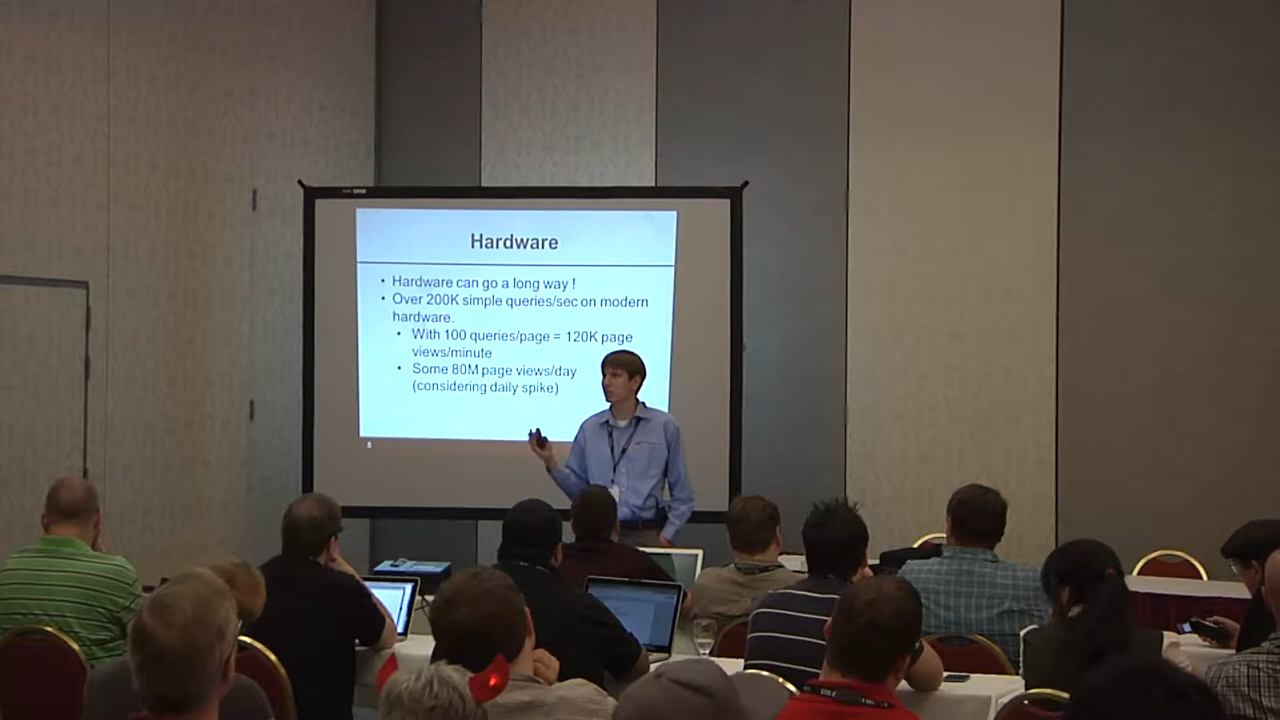 Hardware
• Hardware can go a long way !
• Over 200K simple queries/sec on modern
hardware.
• With 100 queries/page = 120K page
views/minute
• Some 80M page views/day
(considering daily spike)